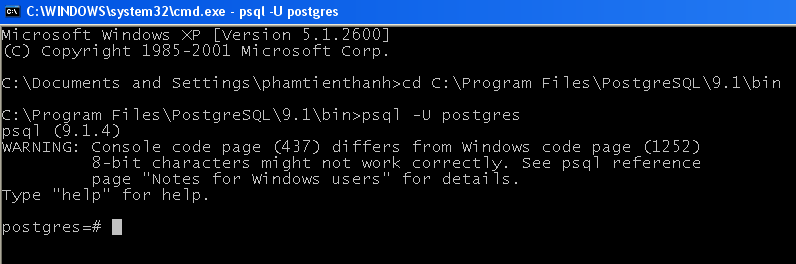 C:\WINDOWS\system32\cmd.exe - psql -U postgres
Microsoft Windows XP [Version 5.1.2600]
(C) Copyright 1985-2001 Microsoft Corp.
C:\Documents and Settings\phamtienthanh>cd C:\Program Files\PostgreSQL\9.1\bin
C:\Program Files\PostgreSQL\9.1\bin>psql -U postgres
psql (9.1.4)
WARNING: Console code page (437) differs from Windows code page (1252)
         8-bit characters might not work correctly. See psql reference
         page "Notes for Windows users" for details.
Type "help" for help.
postgres=#